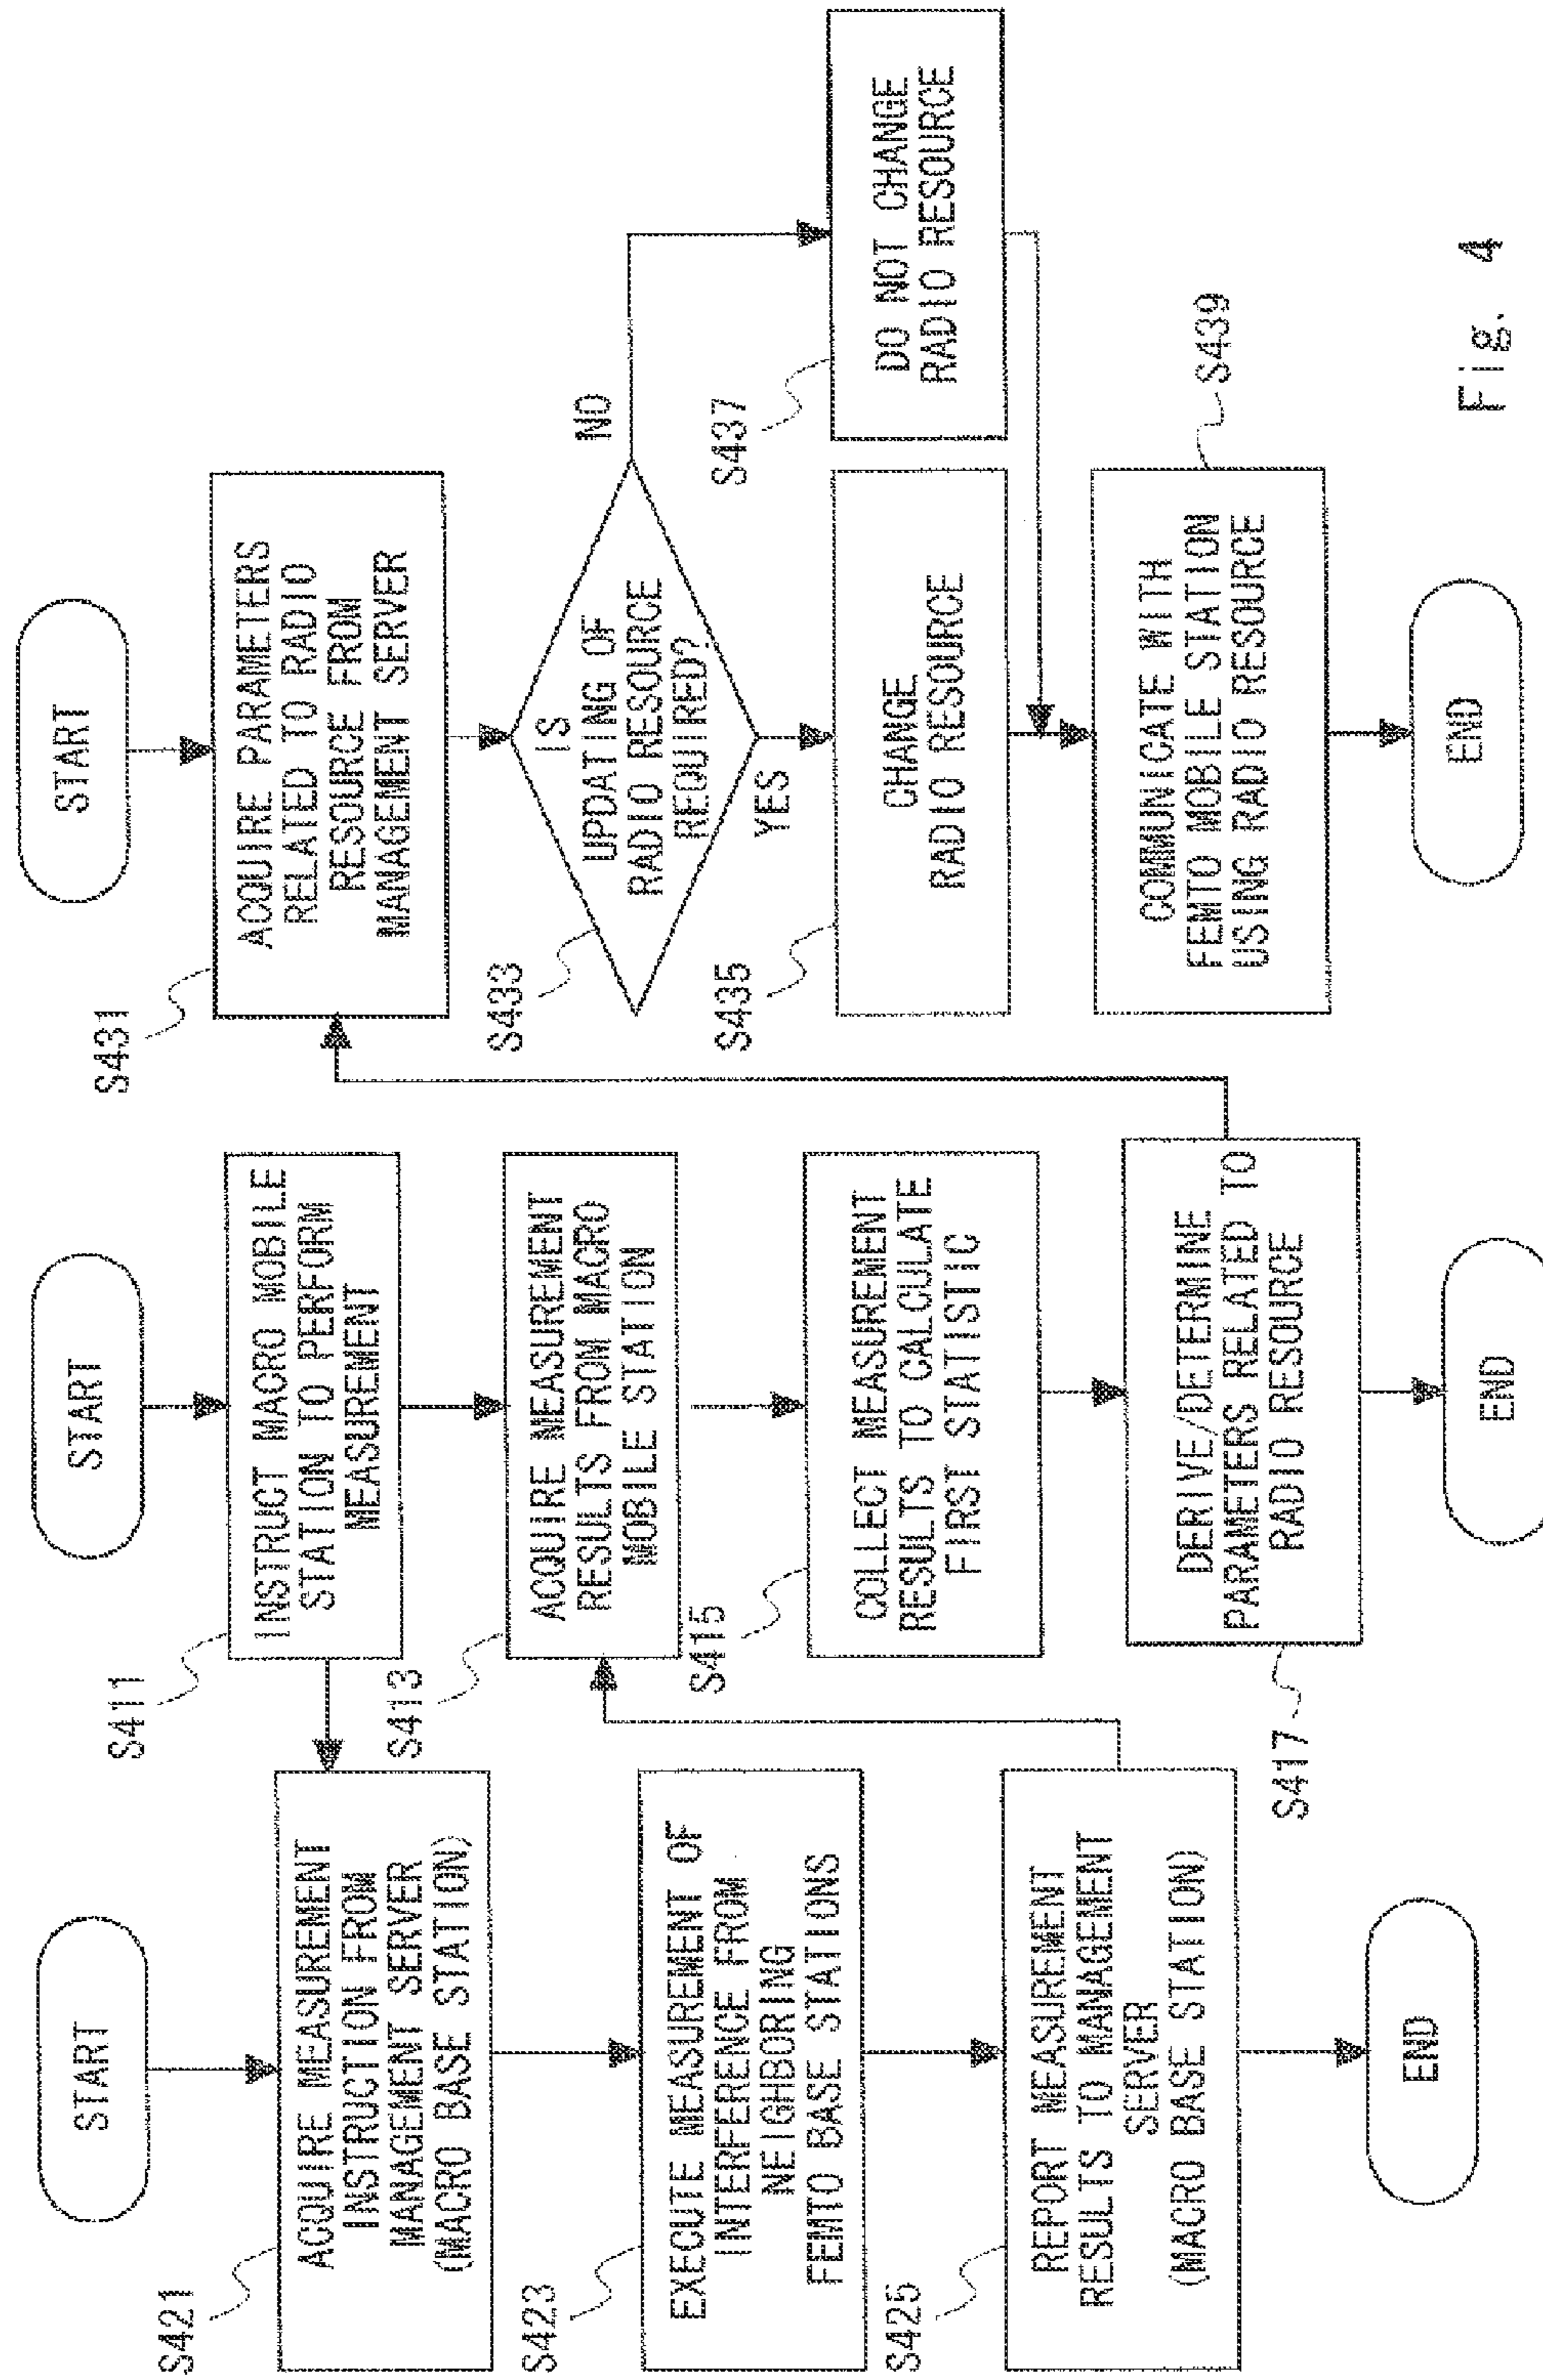 START
S421
ACQUIRE MEASUREMENT
INSTRUCTION FROM
MANAGEMENT SERVER
(MACRO BASE STATION)
S423
EXECUTE MEASUREMENT OF
INTERFERENCE FROM
NEIGHBORING
FEMTO BASE STATIONS
S425
REPORT MEASUREMENT
RESULTS TO MANAGEMENT
SERVER
(MACRO BASE STATION)
END
START
S411
INSTRUCT MACRO MOBILE
STATION TO PERFORM
MEASUREMENT
S413
ACQUIRE MEASUREMENT
RESULTS FROM MACRO
MOBILE STATION
S415
COLLECT MEASUREMENT
RESULTS TO CALCULATE
FIRST STATISTIC
DERIVE/DETERMINE
PARAMETERS RELATED TO
RADIO RESOURCE
S417
END
START
S431
ACQUIRE PARAMETERS
RELATED TO RADIO
RESOURCE FROM
MANAGEMENT SERVER
S433
IS
UPDATING OF
RADIO RESOURCE
REQUIRED?
NO
YES
S435
CHANGE
RADIO RESOURCE
S437
DO NOT CHANGE
RADIO RESOURCE
COMMUNICATE WITH
FEMTO MOBILE STATION
USING RADIO RESOURCE
S439
END
Fig. 4